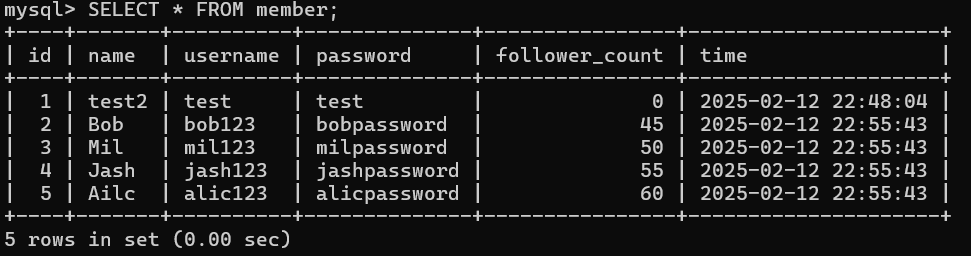 mysql> SELECT * FROM member;
+----+-------+----------+--------------+----------------+---------------------+
| id | name  | username | password     | follower_count | time                |
+----+-------+----------+--------------+----------------+---------------------+
|  1 | test2 | test     | test         |              0 | 2025-02-12 22:48:04 |
|  2 | Bob   | bob123   | bobpassword  |             45 | 2025-02-12 22:55:43 |
|  3 | Mil   | mil123   | milpassword  |             50 | 2025-02-12 22:55:43 |
|  4 | Jash  | jash123  | jashpassword |             55 | 2025-02-12 22:55:43 |
|  5 | Ailc  | alic123  | alicpassword |             60 | 2025-02-12 22:55:43 |
+----+-------+----------+--------------+----------------+---------------------+
5 rows in set (0.00 sec)